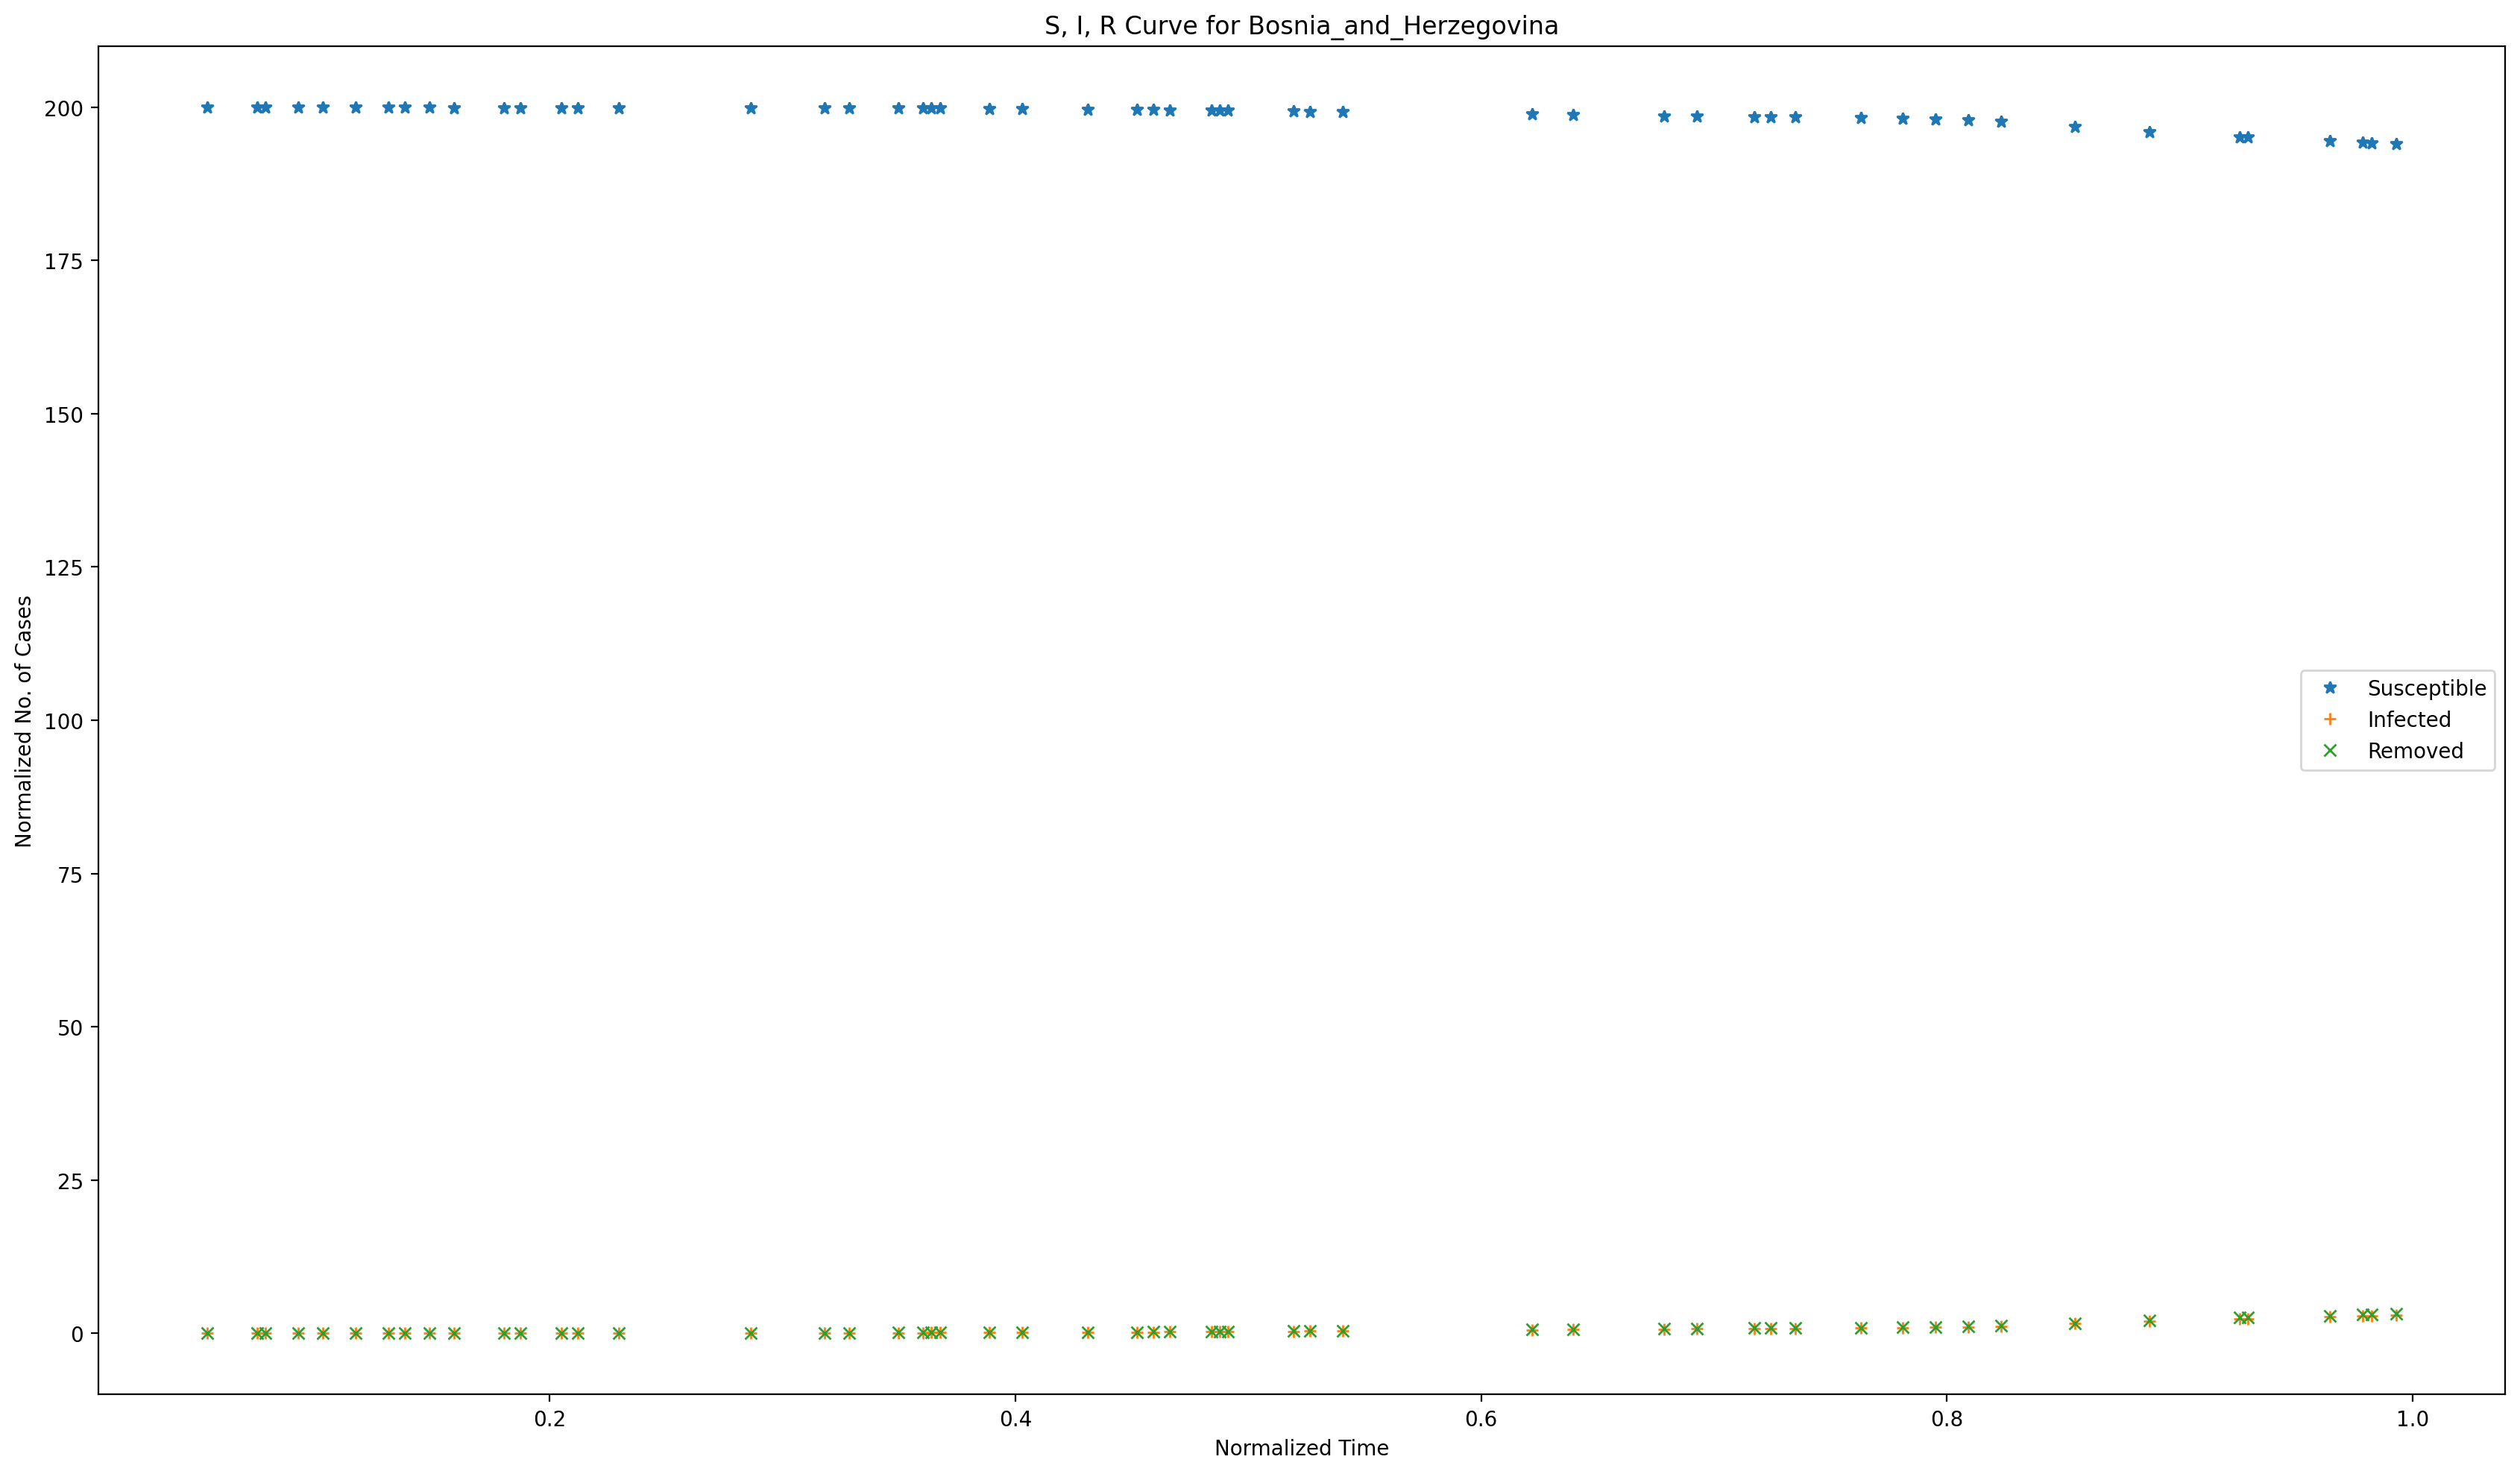 S, I, R Curve for Bosnia_and_Herzegovina
Normalized No. of Cases
200
175
150
125
100
75
50
25
0
Susceptible
Infected
Removed
0.2 0.4 0.6 0.8 1.0
Normalized Time